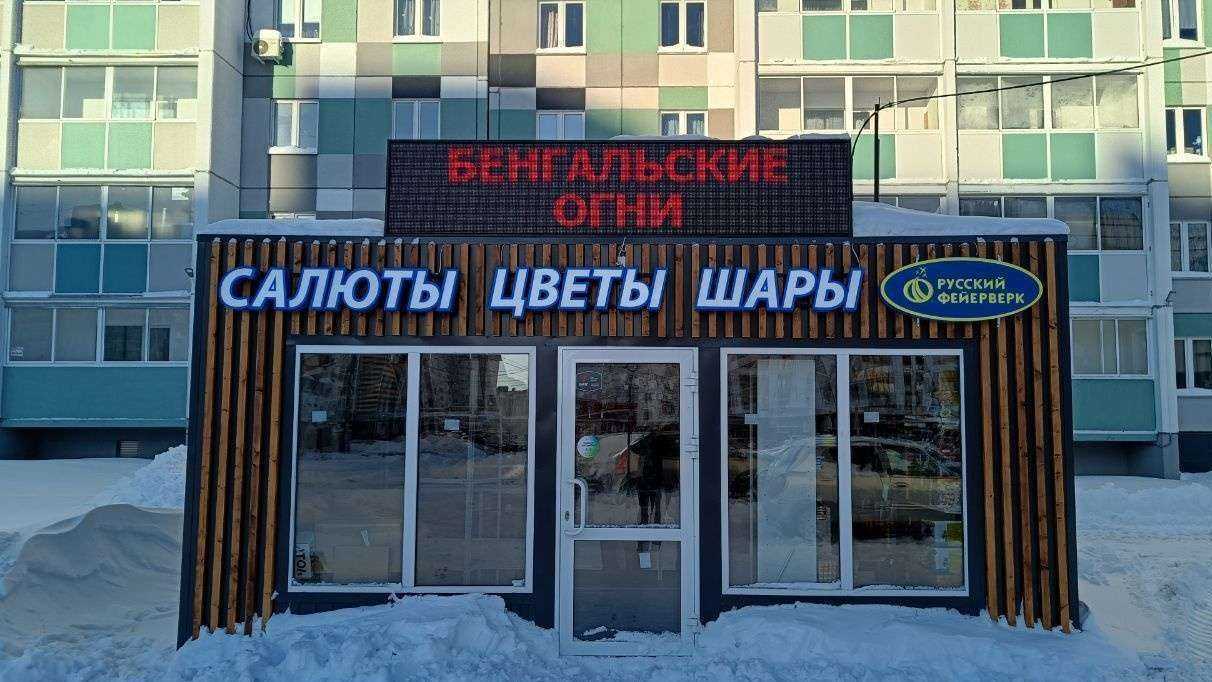 БЕНГАЛЬСКИЕ
ОГНИ
САЛЮТЫ ЦВЕТЫ ШАРЫ
РУССКИЙ
ФЕЙЕРВЕРК